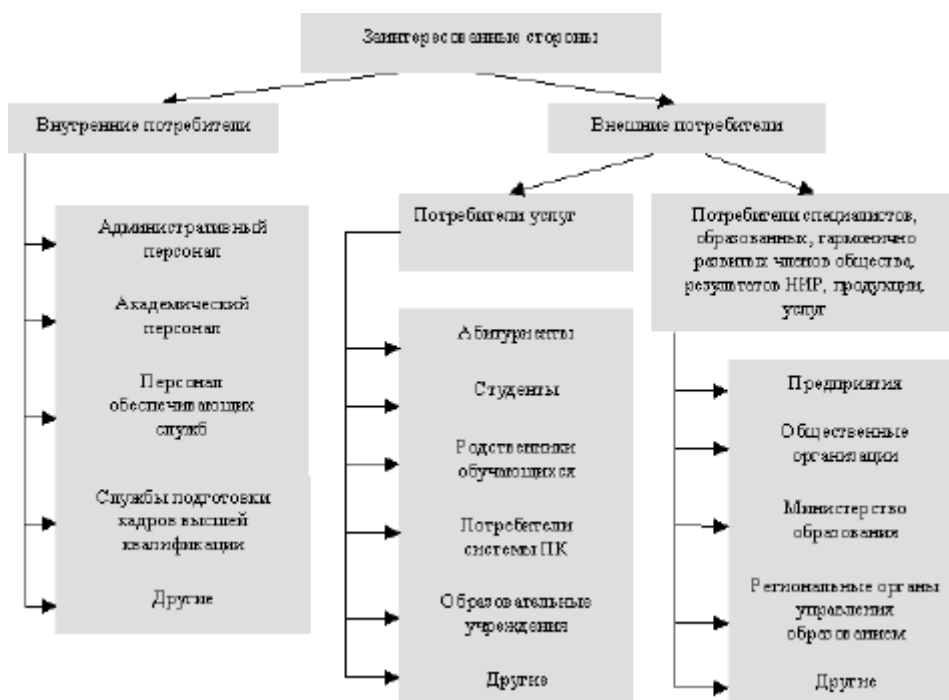 Заинтересованные стороны
Внутренние потребители
Внешние потребители
Административный
персонал
Академический
персонал
Персонал
обеспечивающих
служб
Службы подготовки
кадров высшей
квалификации
Другие
Потребители услуг
Абитуриенты
Студенты
Родственники
обучающихся
Потребители
системы ПК
Образовательные
учреждения
Другие
Потребители специалистов,
образованных, гармонично
развитых членов общества,
результатов НИР, продукции,
услуг
Предприятия
Общественные
организации
Министерство
образования
Региональные органы
управления
образованием
Другие